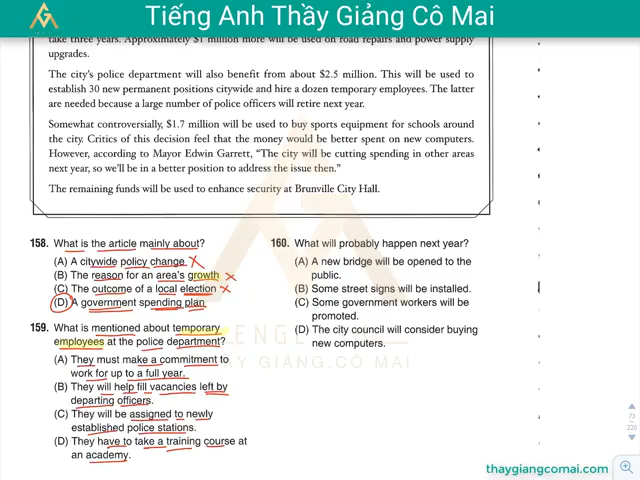 Tiếng Anh Thầy Giảng Cô Mai
take three years. Approximately $1 million more will be used on road repairs and power supply
upgrades.
The city's police department will also benefit from about $2.5 million. This will be used to
establish 30 new permanent positions citywide and hire a dozen temporary employees. The latter
are needed because a large number of police officers will retire next year.
Somewhat controversially, $1.7 million will be used to buy sports equipment for schools around
the city. Critics of this decision feel that the money would be better spent on new computers.
However, according to Mayor Edwin Garrett, “The city will be cutting spending in other areas
next year, so we'll be in a better position to address the issue then.”
The remaining funds will be used to enhance security at Brunville City Hall.
158. What is the article mainly about?
(A) A citywide policy change
(B) The reason for an area's growth
(C) The outcome of a local election
(D) A government spending plan
159. What is mentioned about temporary
employees at the police department?
(A) They must make a commitment to
work for up to a full year.
(B) They will help fill vacancies left by
departing officers.
(C) They will be assigned to newly
established police stations.
(D) They have to take a training course at
an academy.
160. What will probably happen next year?
(A) A new bridge will be opened to the
public.
(B) Some street signs will be installed.
(C) Some government workers will be
promoted.
(D) The city council will consider buying
new computers.
73
220
thaygiangcomai.com